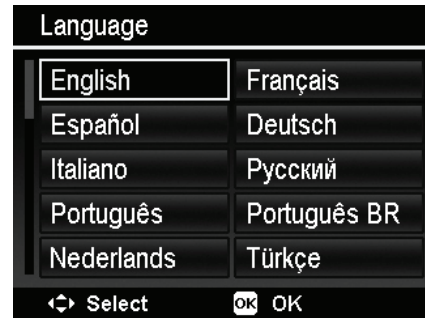 Language
English Français
Español Deutsch
Italiano Русский
Português Português BR
Nederlands Türkçe
Select OK OK